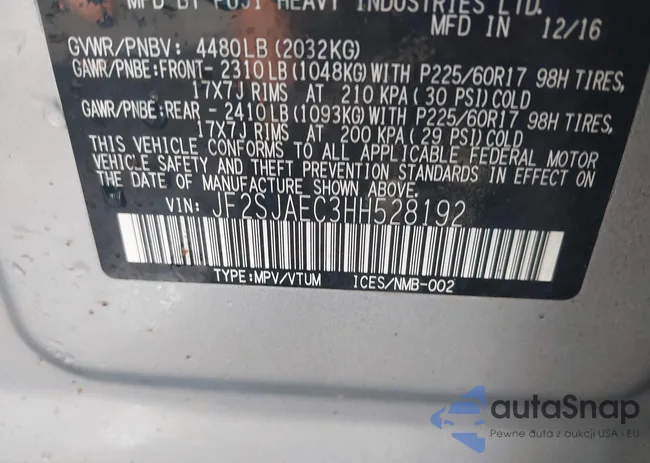 MFD BY FUJI HEAVY INDUSTRIES LTD.
MFD IN 12/16
GVWR/PNBV: 4480LB (2032KG)
GAWR/PNBE:FRONT- 2310LB (1048KG)WITH P225/60R17 98H TIRES,
17X7J RIMS AT 210 KPA (30 PSI)COLD
GAWR/PNBE:REAR - 2410LB (1093KG)WITH P225/60R17 98H TIRES,
17X7J RIMS AT 200 KPA (29 PSI)COLD
THIS VEHICLE CONFORMS TO ALL APPLICABLE FEDERAL MOTOR
VEHICLE SAFETY AND THEFT PREVENTION STANDARDS IN EFFECT ON
THE DATE OF MANUFACTURE SHOWN ABOVE.
VIN: JF2SJAEC3HH528192
TYPE:MPV/VTUM ICES/NMB-002
autoSnap
Pewne auta z aukcji USA - EU